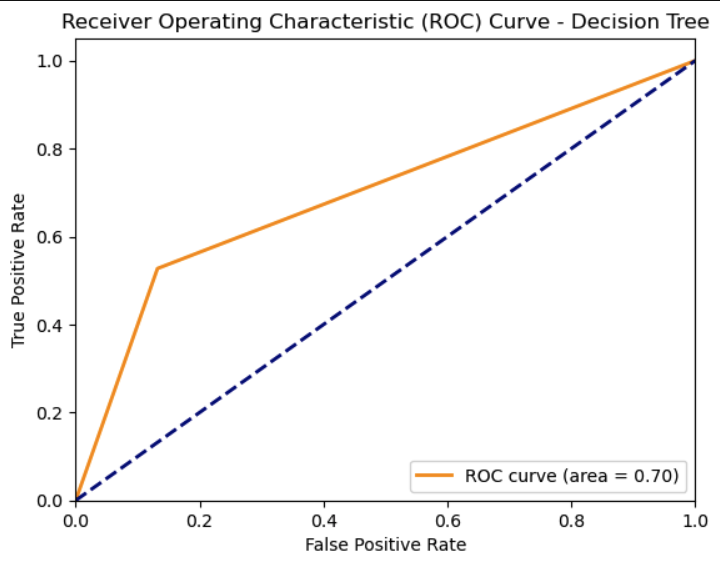 Receiver Operating Characteristic (ROC) Curve - Decision Tree
1.0
0.8
0.6
0.4
0.2
0.0
True Positive Rate
ROC curve (area = 0.70)
0.0 0.2 0.4 0.6 0.8 1.0
False Positive Rate